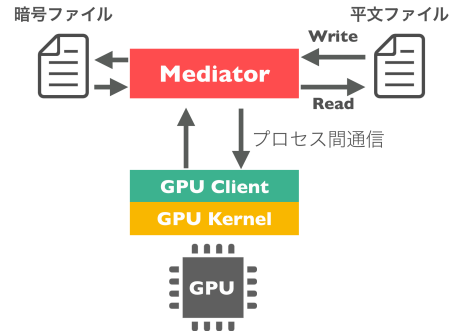 暗号ファイル
平文ファイル
Write
Mediator
Read
プロセス間通信
GPU Client
GPU Kernel
GPU